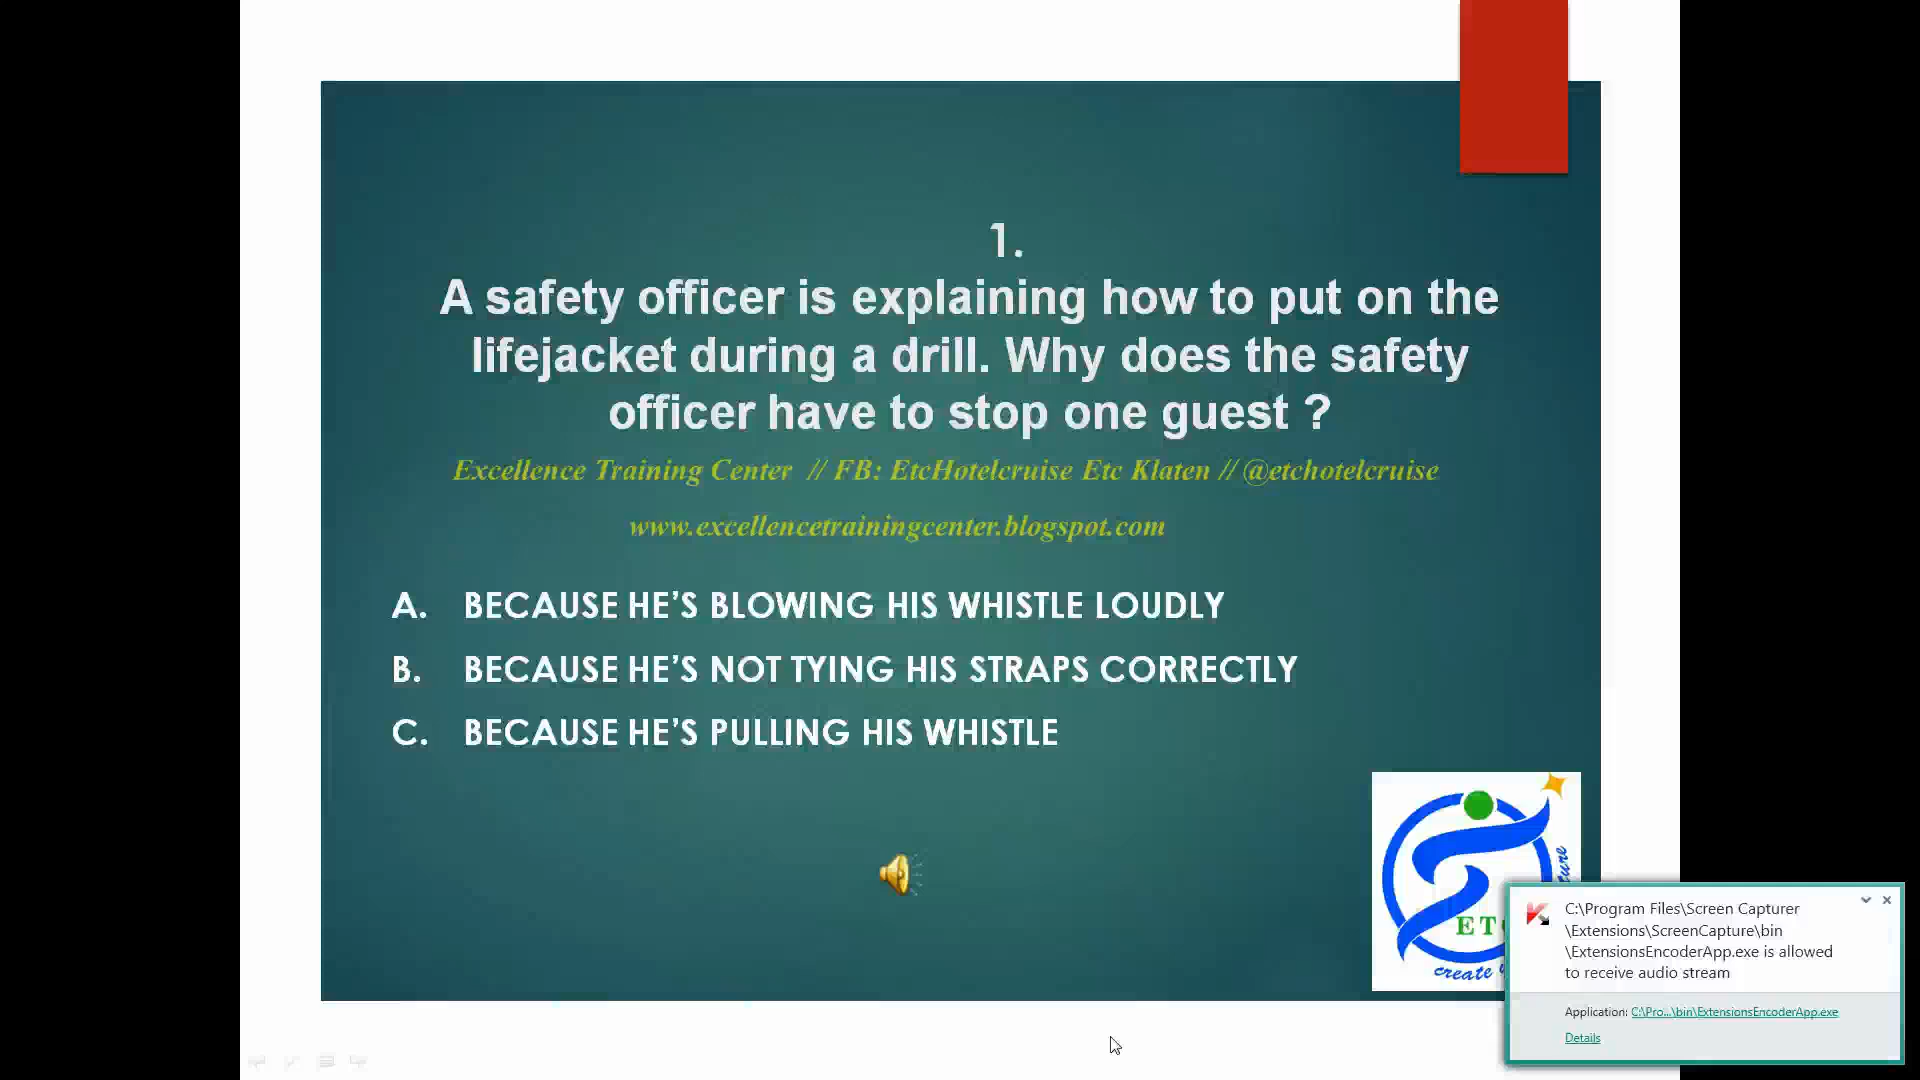 1.
A safety officer is explaining how to put on the
lifejacket during a drill. Why does the safety
officer have to stop one guest ?
Excellence Training Center // FB: EtcHotelcruise Etc Klaten // @etchotelcruise
www.excellencetrainingcenter.blogspot.com
A. BECAUSE HE’S BLOWING HIS WHISTLE LOUDLY
B. BECAUSE HE’S NOT TYING HIS STRAPS CORRECTLY
C. BECAUSE HE’S PULLING HIS WHISTLE
create
C:\Program Files\Screen Capturer
\Extensions\ScreenCapture\bin
\ExtensionsEncoderApp.exe is allowed
to receive audio stream
Application: C:\Pro...\bin\ExtensionsEncoderApp.exe
Details